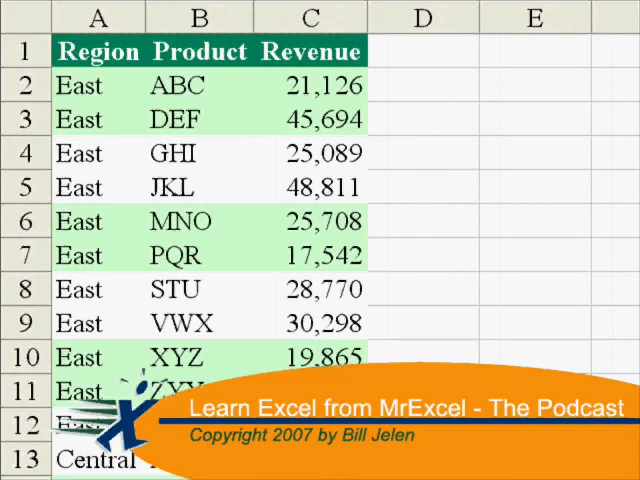 A B C D E
1 Region Product Revenue
2 East ABC 21,126
3 East DEF 45,694
4 East GHI 25,089
5 East JKL 48,811
6 East MNO 25,708
7 East PQR 17,542
8 East STU 28,770
9 East VWX 30,298
10 East XYZ 19,865
11 East
12 East
13 Central
Learn Excel from MrExcel - The Podcast
Copyright 2007 by Bill Jelen